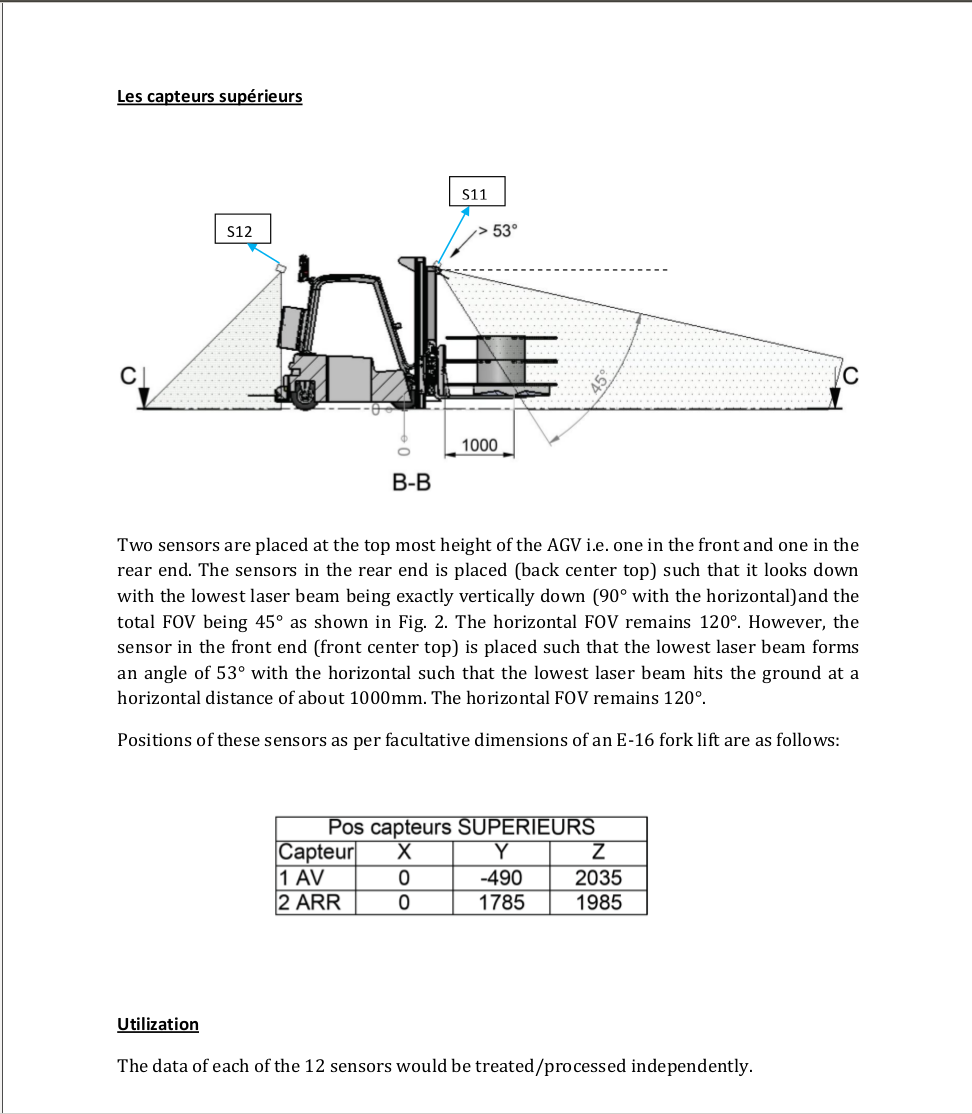 Les capteurs supérieurs
S11
S12
> 53°
C
C
45°
0
0
1000
B-B
Two sensors are placed at the top most height of the AGV i.e. one in the front and one in the
rear end. The sensors in the rear end is placed (back center top) such that it looks down
with the lowest laser beam being exactly vertically down (90° with the horizontal)and the
total FOV being 45° as shown in Fig. 2. The horizontal FOV remains 120°. However, the
sensor in the front end (front center top) is placed such that the lowest laser beam forms
an angle of 53° with the horizontal such that the lowest laser beam hits the ground at a
horizontal distance of about 1000mm. The horizontal FOV remains 120°.
Positions of these sensors as per facultative dimensions of an E-16 fork lift are as follows:
Pos capteurs SUPERIEURS
Capteur X Y Z
1 AV 0 -490 2035
2 ARR 0 1785 1985
Utilization
The data of each of the 12 sensors would be treated/processed independently.